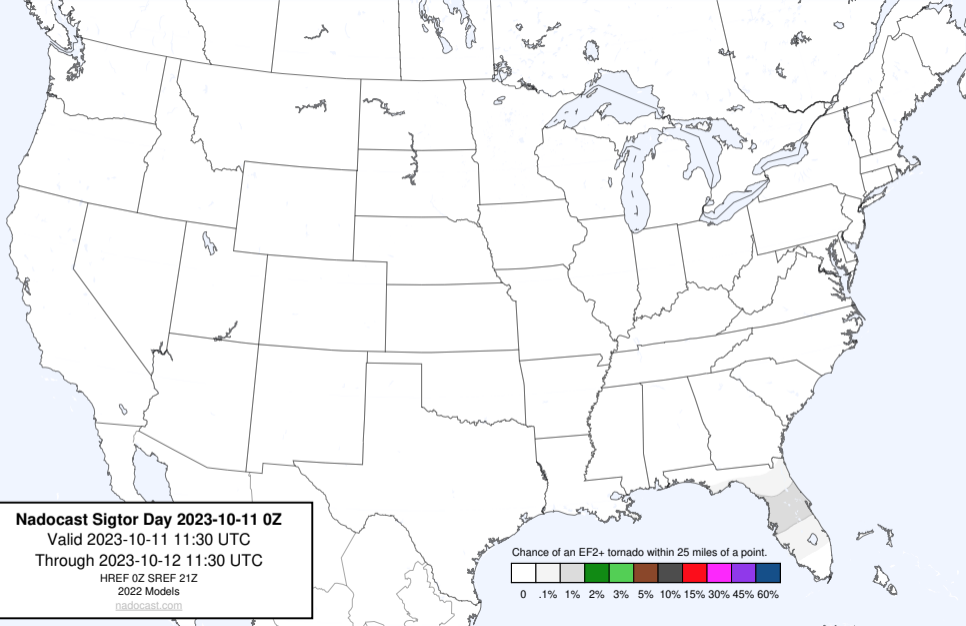 Nadocast Sigtor Day 2023-10-11 0Z
Valid 2023-10-11 11:30 UTC
Through 2023-10-12 11:30 UTC
HREF 0Z SREF 21Z
2022 Models
nadocast.com
Chance of an EF2+ tornado within 25 miles of a point.
0 .1% 1% 2% 3% 5% 10% 15% 30% 45% 60%